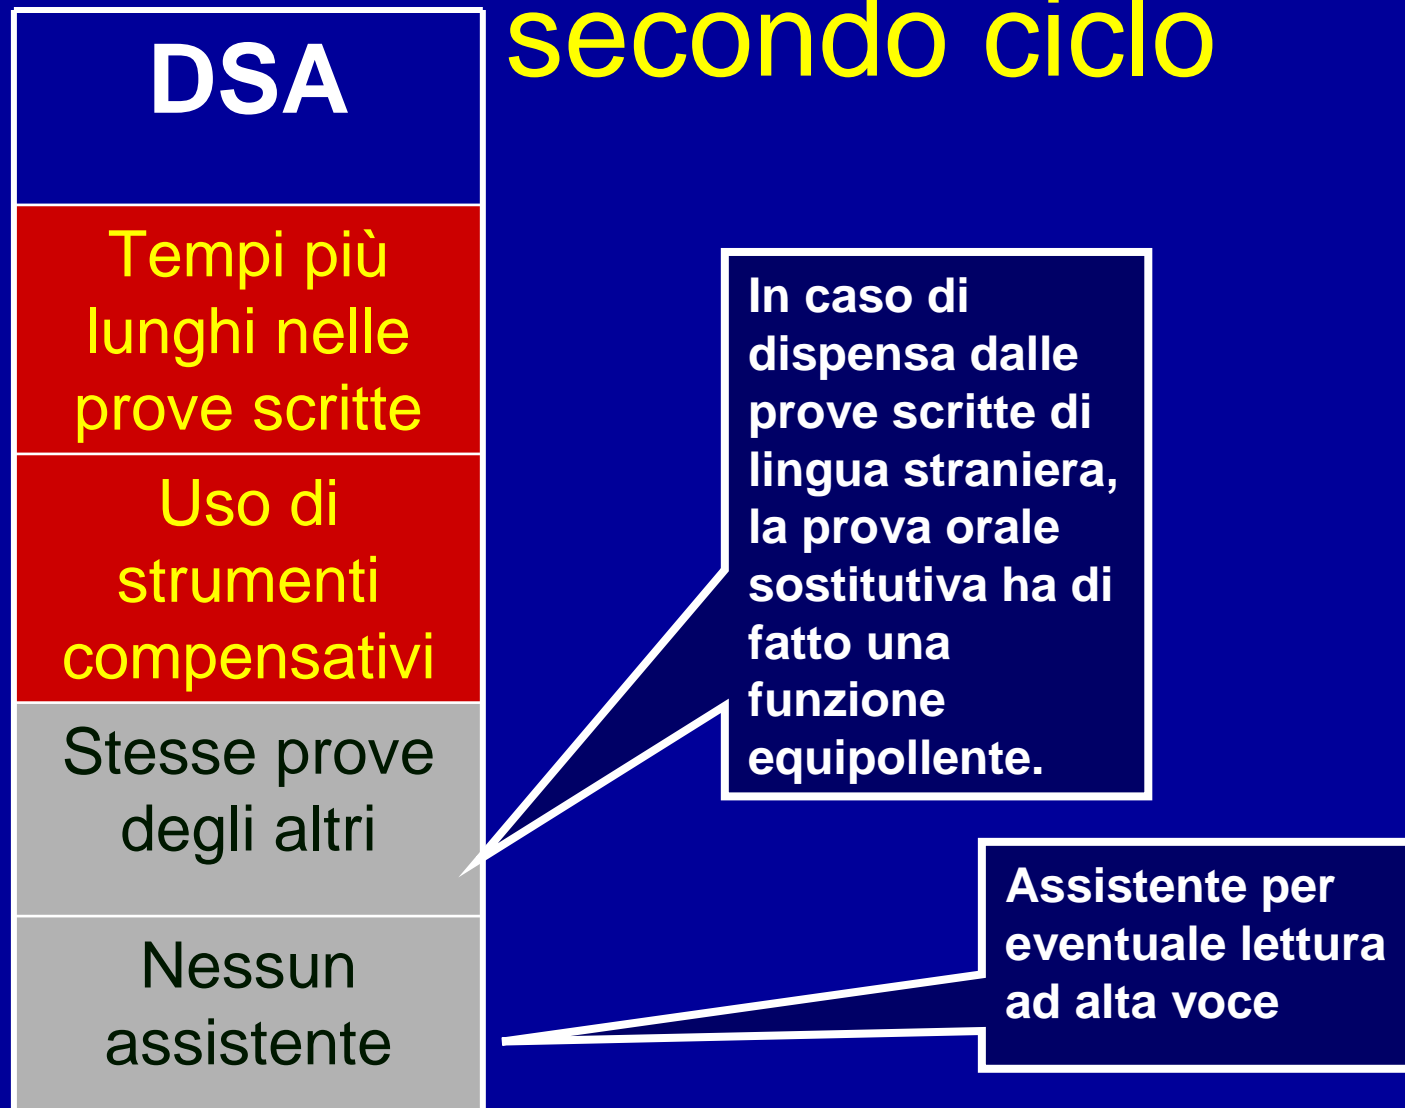 secondo ciclo
DSA
Tempi più
lunghi nelle
prove scritte
Uso di
strumenti
compensativi
Stesse prove
degli altri
Nessun
assistente
In caso di
dispensa dalle
prove scritte di
lingua straniera,
la prova orale
sostitutiva ha di
fatto una
funzione
equipollente.
Assistente per
eventuale lettura
ad alta voce